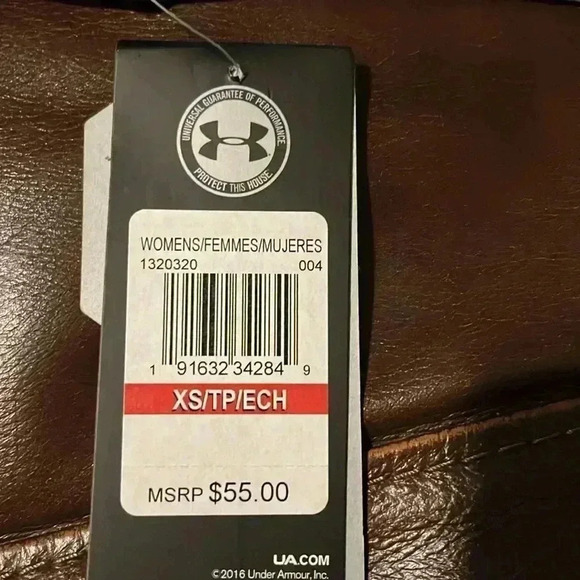 UNIVERSAL GUARANTEE OF PERFORMANCE
PROTECT THIS HOUSE
WOMENS/FEMMES/MUJERES
1320320 004
1 91632 34284 9
XS/TP/ECH
MSRP $55.00
UA.COM
©2016 Under Armour, Inc.